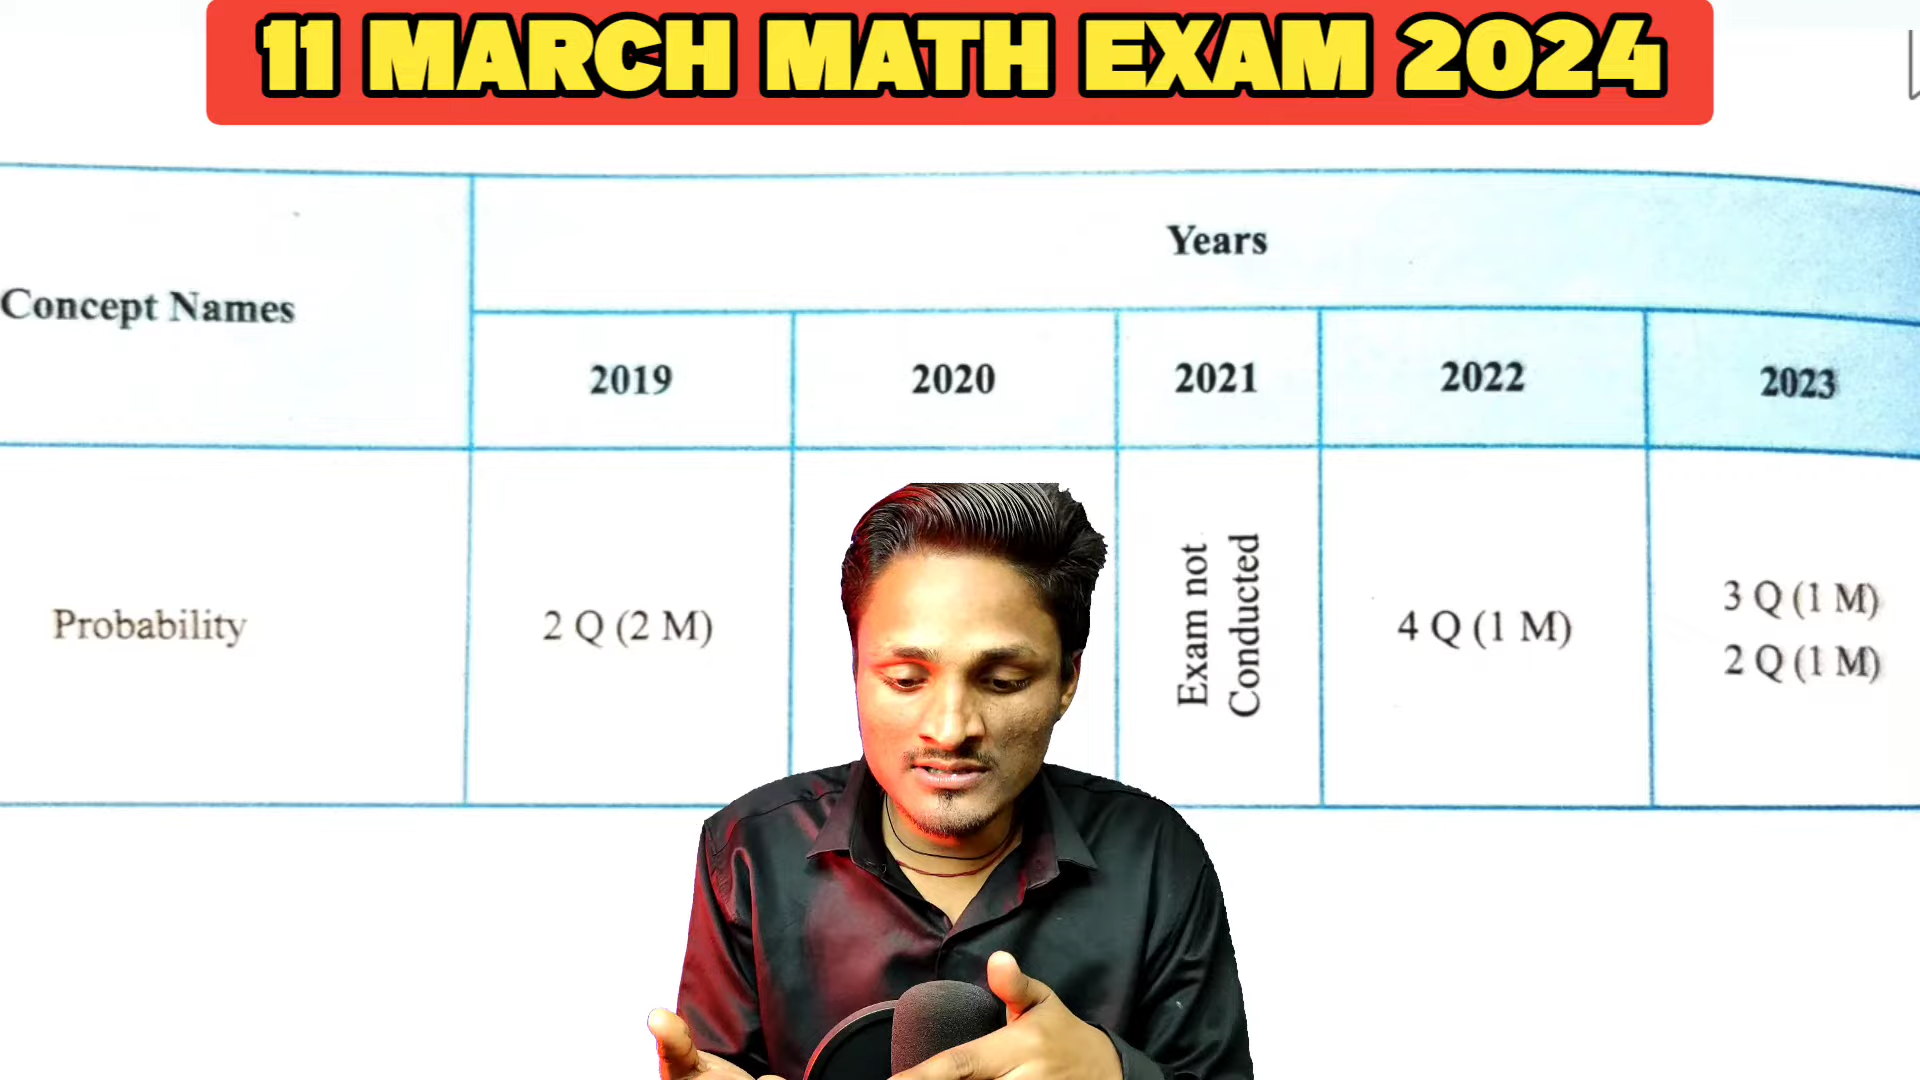 11 MARCH MATH EXAM 2024
Concept Names
Years
2019
2020
2021
2022
2023
Probability
2 Q (2 M)
Exam not
Conducted
4 Q (1 M)
3 Q (1 M)
2 Q (1 M)